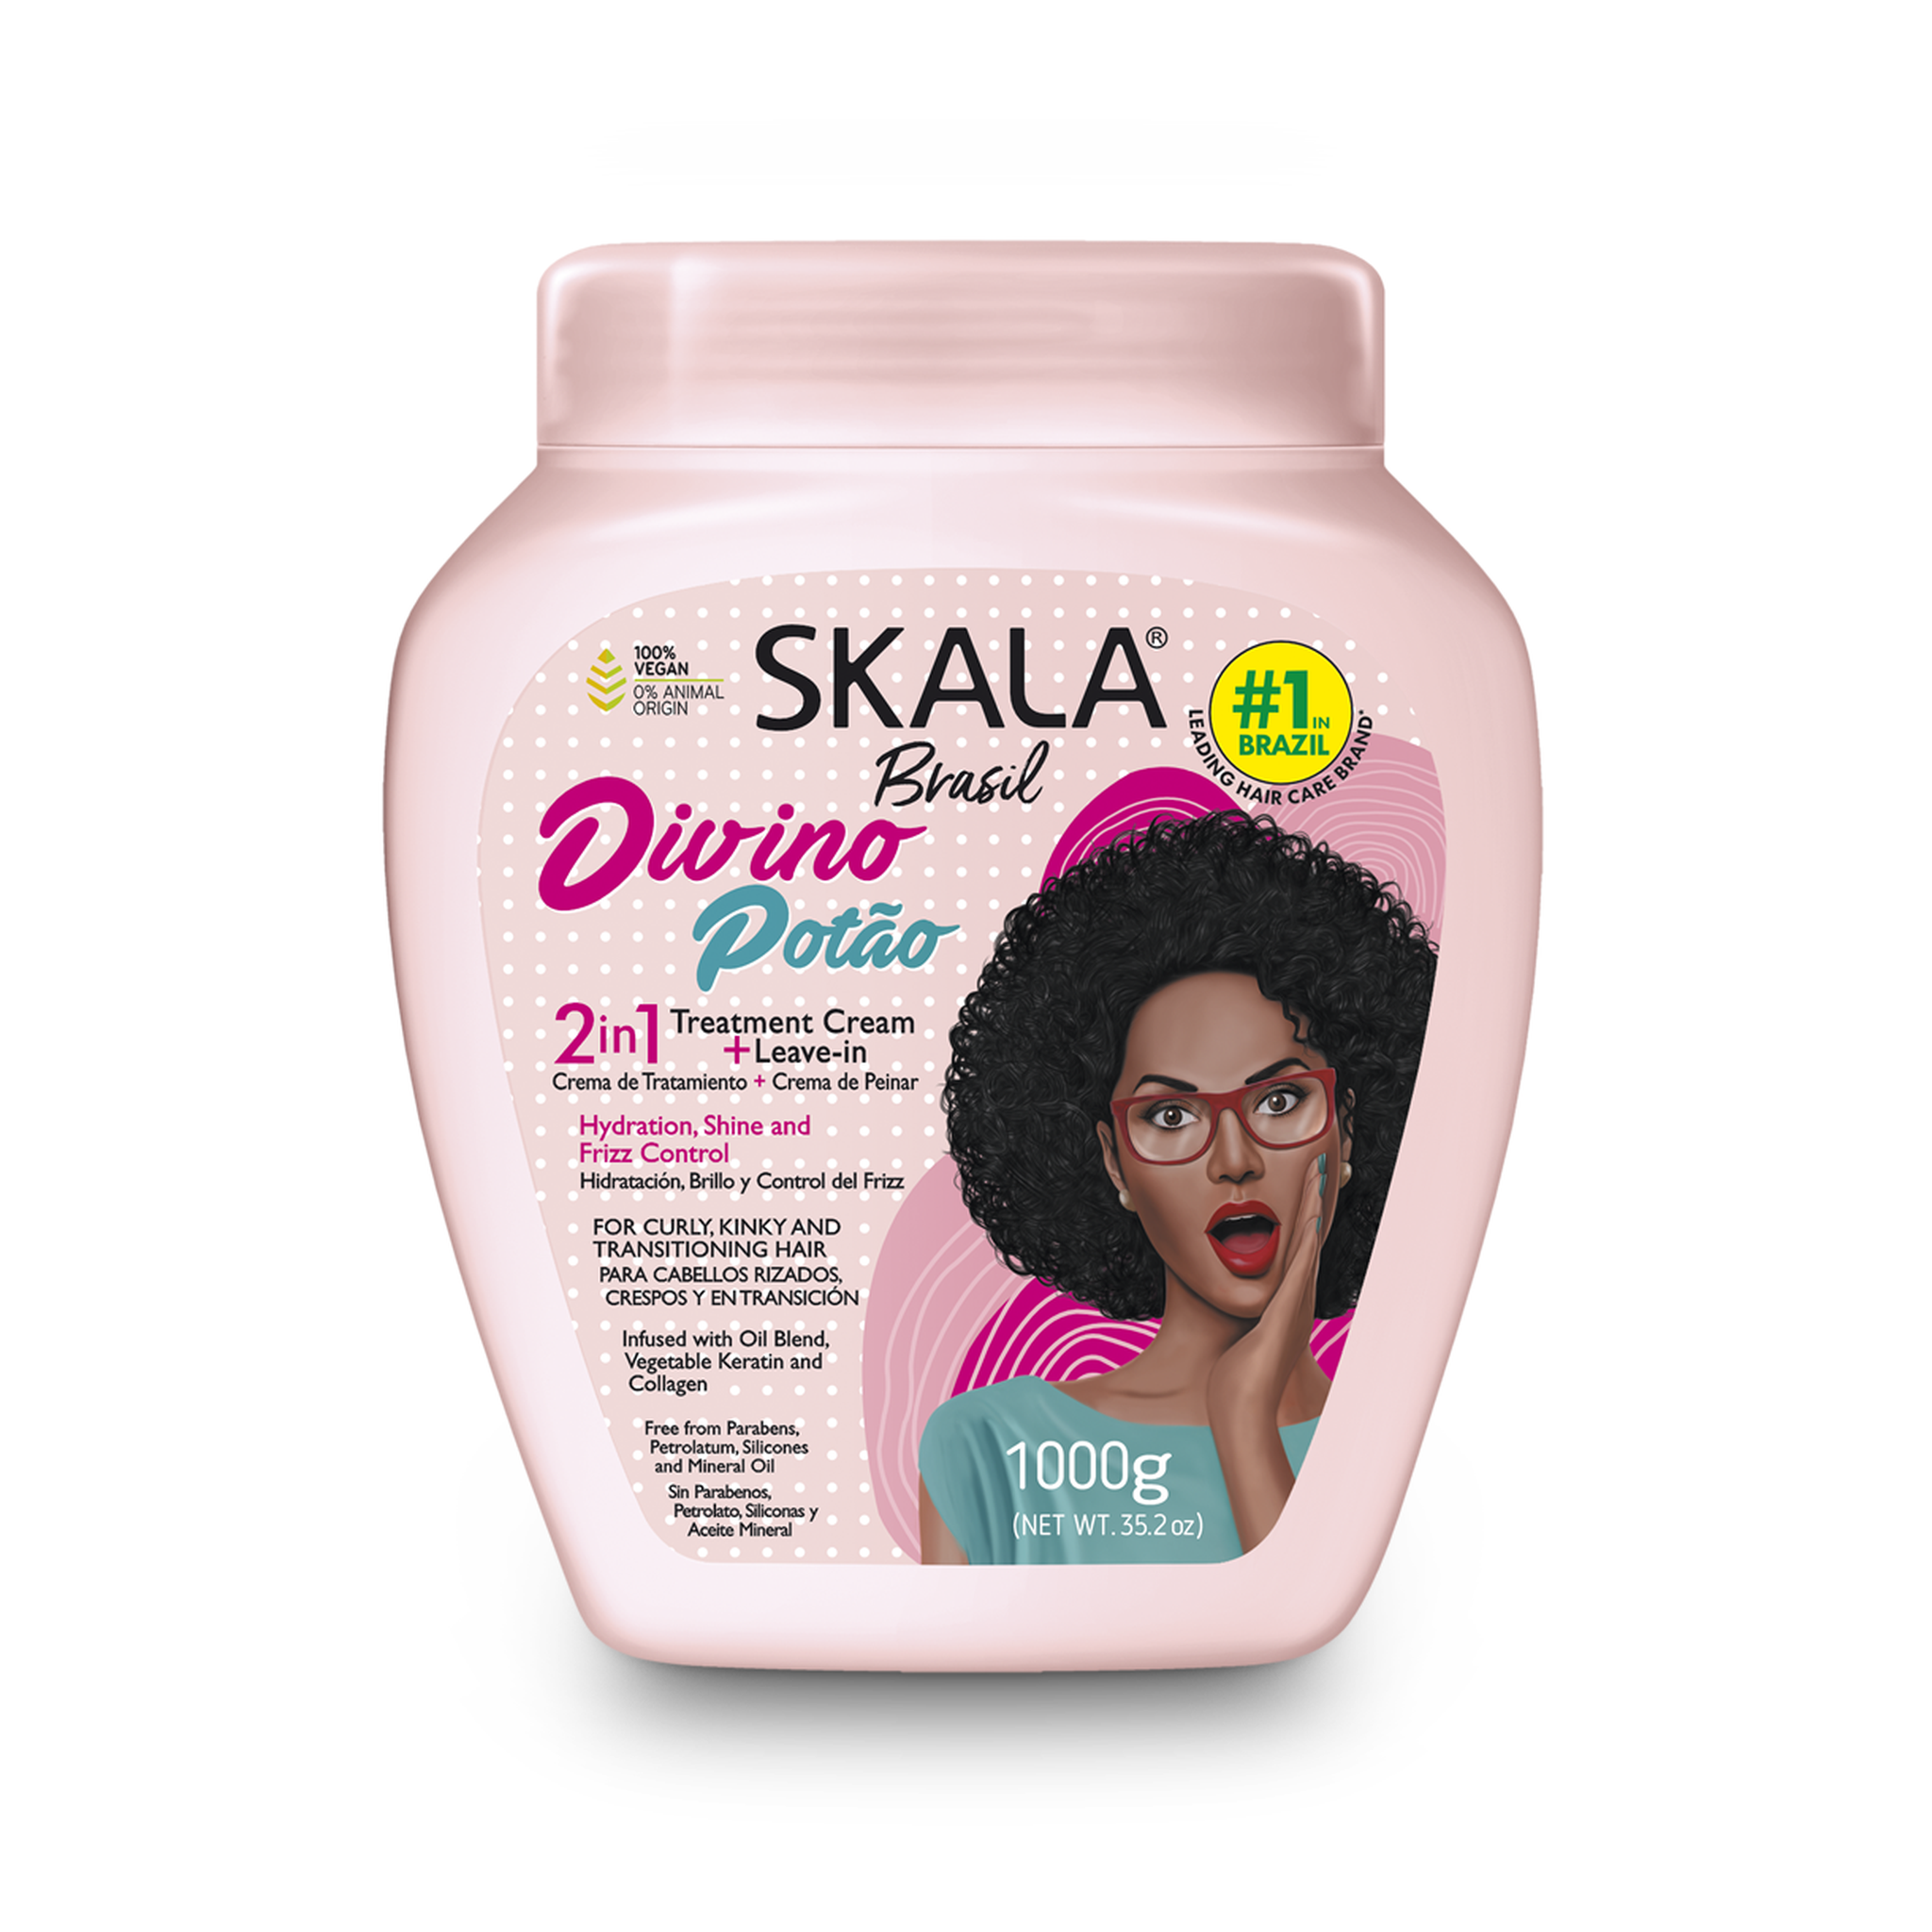 100%
VEGAN
0% ANIMAL
ORIGIN
SKALA®
Brasil
#1 IN
BRAZIL
LEADING HAIR CARE BRAND*
Divino
Potão
2in1 Treatment Cream
+Leave-in
Crema de Tratamiento + Crema de Peinar
Hydration, Shine and
Frizz Control
Hidratación, Brillo y Control del Frizz
FOR CURLY, KINKY AND
TRANSITIONING HAIR
PARA CABELLOS RIZADOS,
CRESPOS Y EN TRANSICIÓN
Infused with Oil Blend,
Vegetable Keratin and
Collagen
Free from Parabens,
Petrolatum, Silicones
and Mineral Oil
Sin Parabenos,
Petrolato, Siliconas y
Aceite Mineral
1000g
(NET WT. 35.2 oz)